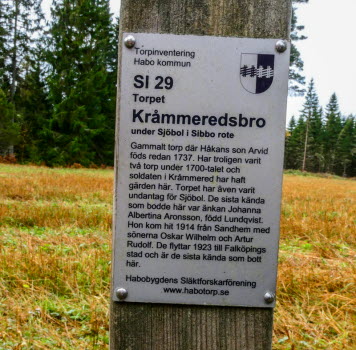 Torpinventering
Habo kommun
SI 29
Torpet
Kråmmeredsbro
under Sjöbol i Sibbo rote
Gammalt torp där Håkans son Arvid
föds redan 1737. Har troligen varit
två torp under 1700-talet och
soldaten i Kråmmered har haft
gården här. Torpet har även varit
undantag för Sjöbol. De sista kända
som bodde här var änkan Johanna
Albertina Aronsson, född Lundqvist.
Hon kom hit 1914 från Sandhem med
sönerna Oskar Wilhelm och Artur
Rudolf. De flyttar 1923 till Falköpings
stad och är de sista kända som bott
här.
Habobygdens Släktforskarförening
www.habotorp.se